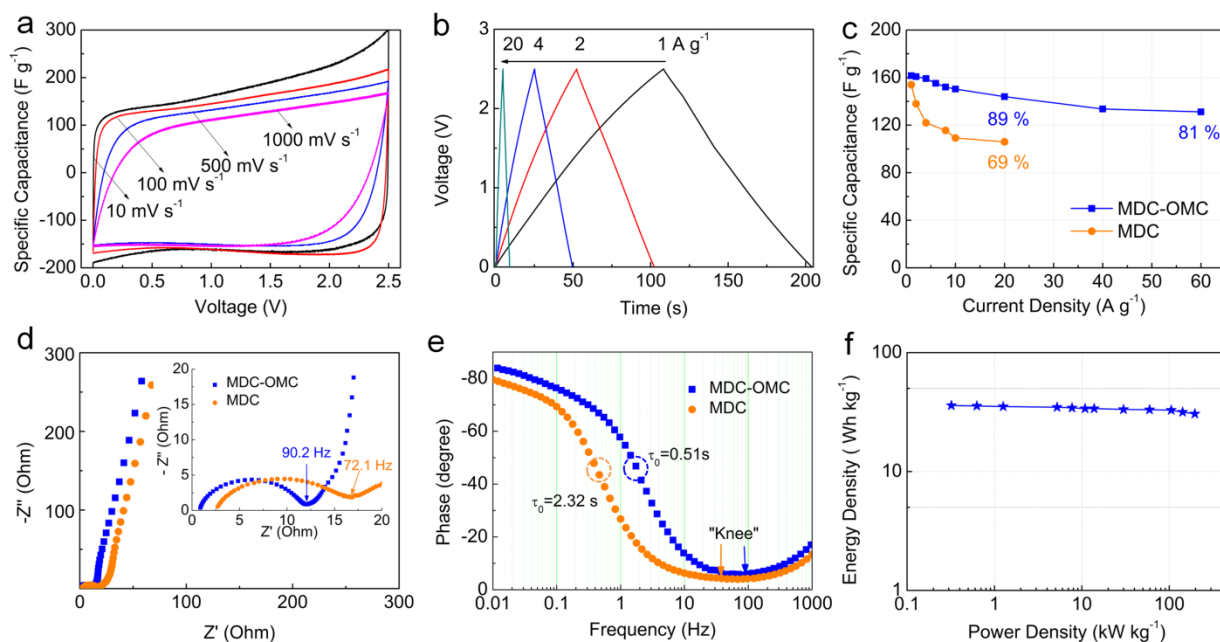 a
300
200
100
0
-100
-200
Specific Capacitance (F g⁻¹)
1000 mV s⁻¹
500 mV s⁻¹
100 mV s⁻¹
10 mV s⁻¹
0.0 0.5 1.0 1.5 2.0 2.5
Voltage (V)
b
3
2
1
0
Voltage (V)
20 4 2 1 A g⁻¹
0 50 100 150 200
Time (s)
c
200
160
120
80
40
0
Specific Capacitance (F g⁻¹)
89 %
81 %
69 %
MDC-OMC
MDC
0 10 20 30 40 50 60
Current Density (A g⁻¹)
d
300
200
100
-Z'' (Ohm)
0 100 200 300
Z' (Ohm)
20
15
10
5
0
- Z'' (Ohm)
MDC-OMC
MDC
90.2 Hz
72.1 Hz
0 5 10 15 20
Z' (Ohm)
e
-80
-60
-40
-20
0
Phase (degree)
MDC-OMC
MDC
τ₀=0.51s
τ₀=2.32 s
"Knee"
0.01 0.1 1 10 100 1000
Frequency (Hz)
f
100
10
1
Energy Density ( Wh kg⁻¹)
0.1 1 10 100
Power Density (kW kg⁻¹)